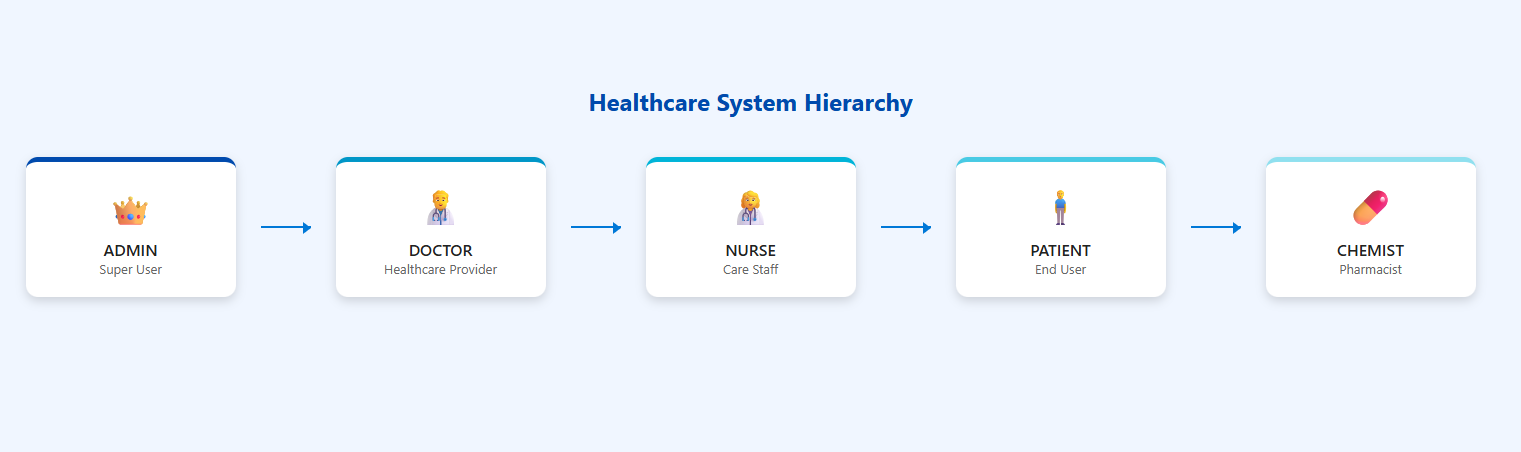 Healthcare System Hierarchy
ADMIN
Super User
DOCTOR
Healthcare Provider
NURSE
Care Staff
PATIENT
End User
CHEMIST
Pharmacist